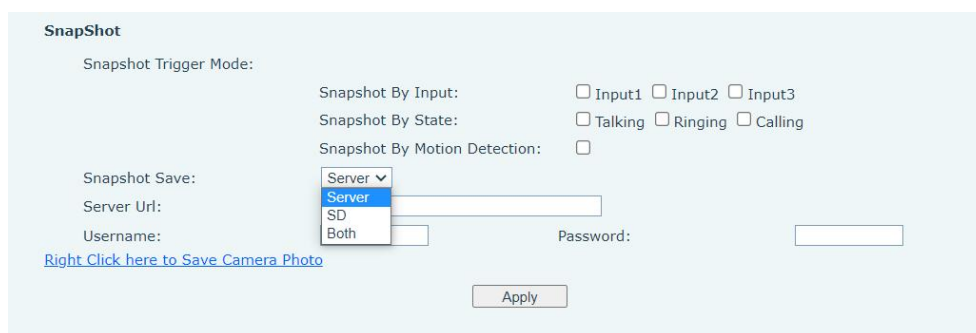 SnapShot
Snapshot Trigger Mode:
Snapshot By Input: Input1 Input2 Input3
Snapshot By State: Talking Ringing Calling
Snapshot By Motion Detection:
Snapshot Save: Server
Server
Server Url:
SD
Both
Username: Password:
Right Click here to Save Camera Photo
Apply